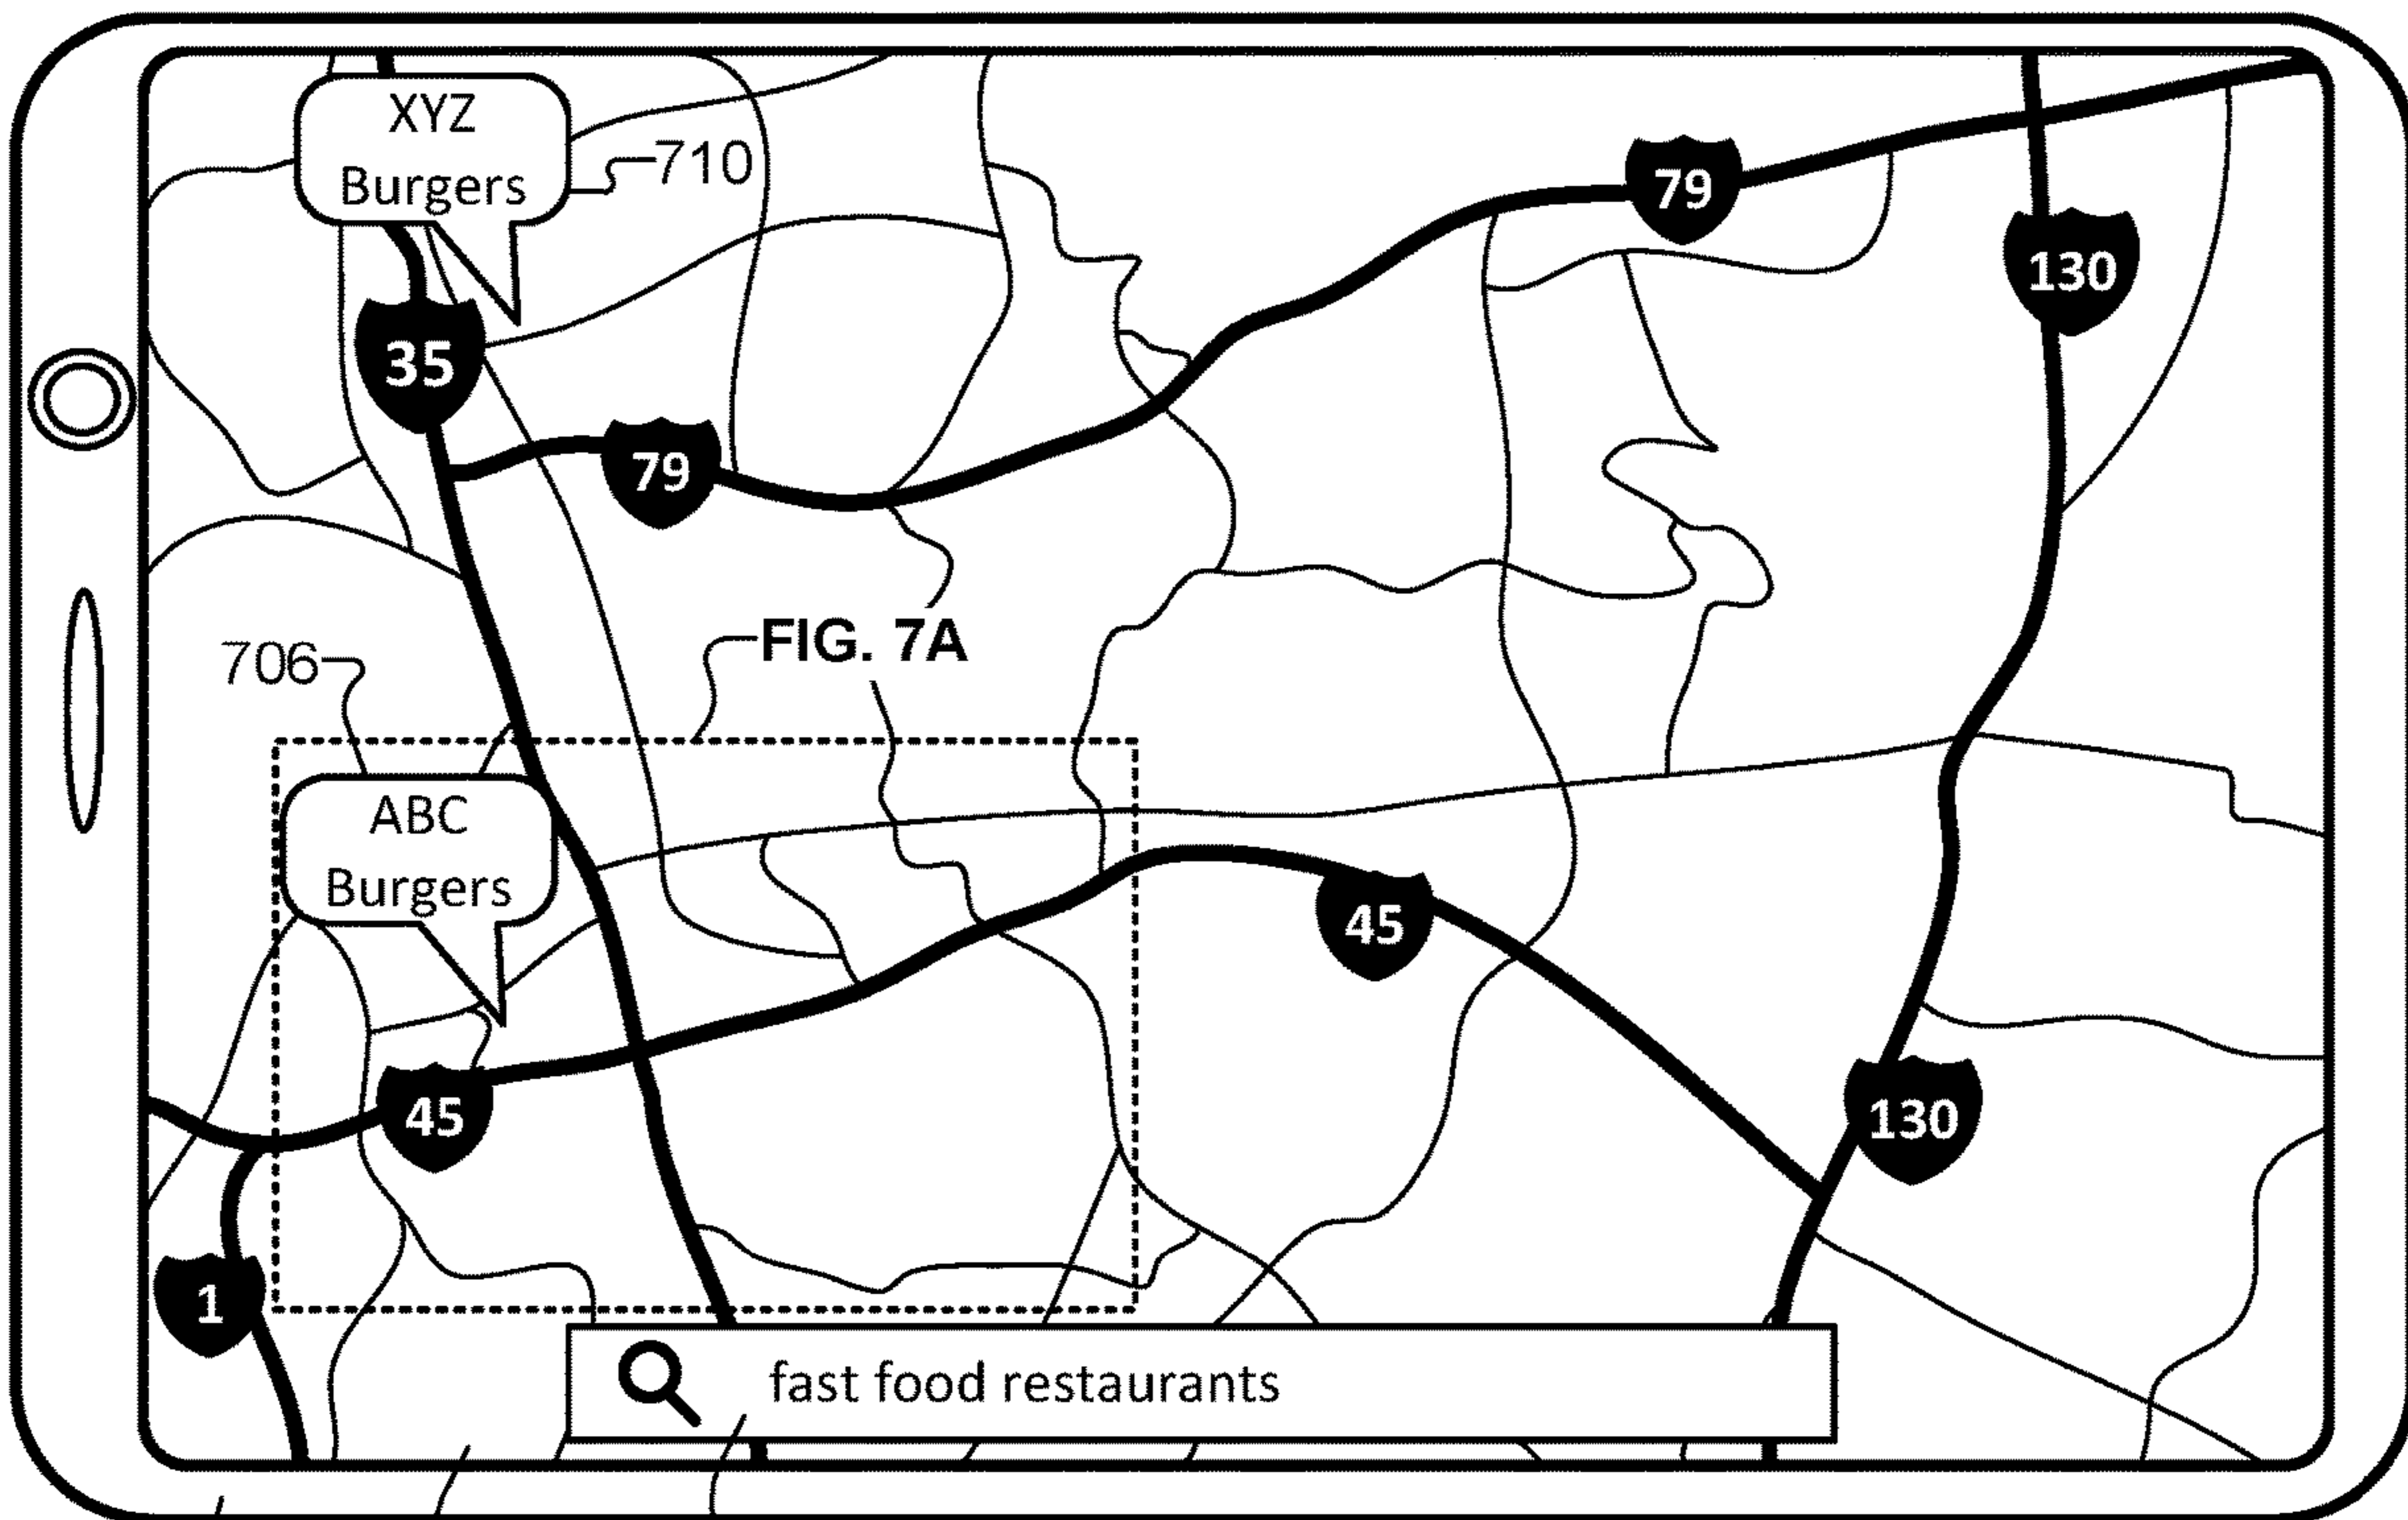 XYZ
Burgers
710
79
130
35
79
706
FIG. 7A
ABC
Burgers
45
45
130
1
fast food restaurants